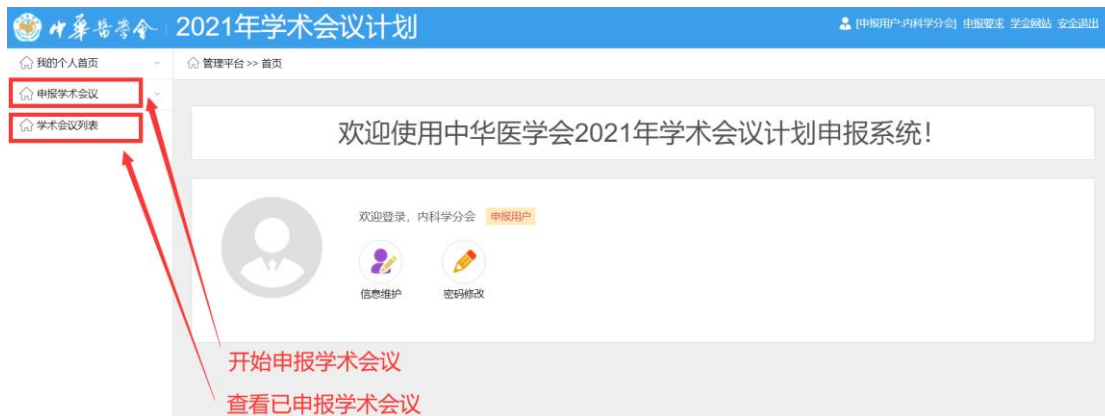 中华医学会 2021年学术会议计划
[申报用户:内科学分会] 申报要求 学会网站 安全退出
我的个人首页
管理平台 >> 首页
申报学术会议
学术会议列表
欢迎使用中华医学会2021年学术会议计划申报系统!
欢迎登录, 内科学分会 申报用户
信息维护 密码修改
开始申报学术会议
查看已申报学术会议